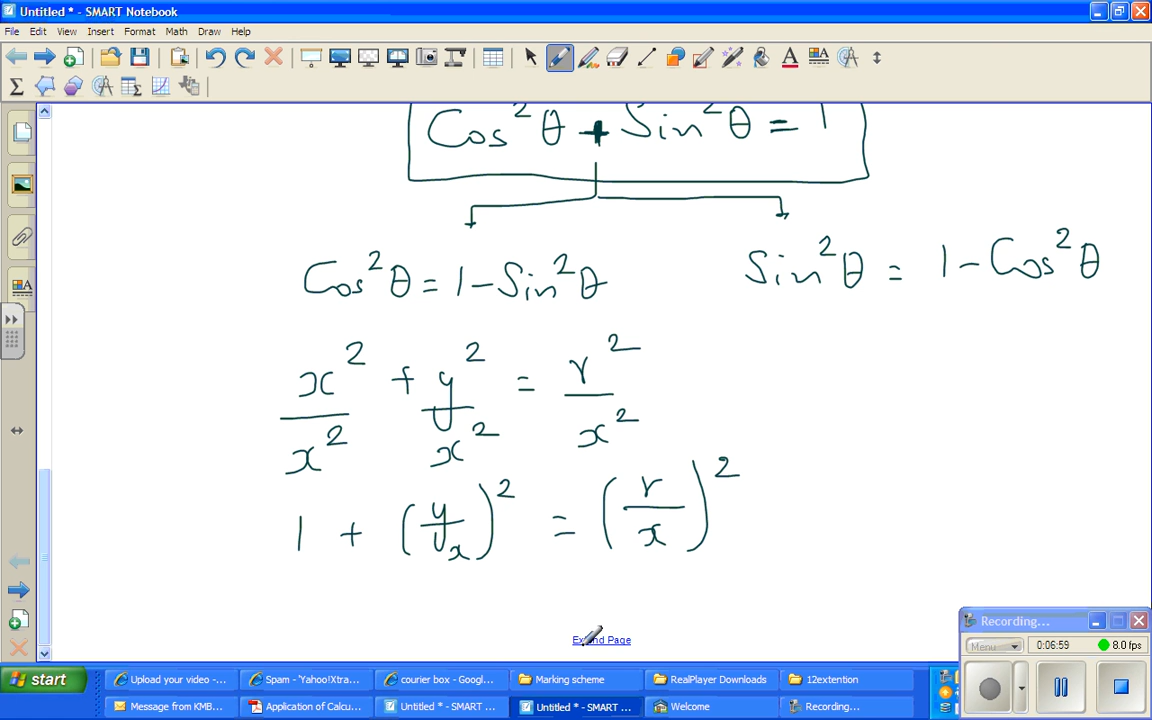 Untitled * - SMART Notebook
File Edit View Insert Format Math Draw Help
Cos²θ + Sin²θ = 1
Cos²θ = 1 - Sin²θ
Sin²θ = 1 - Cos²θ
x²/x² + y²/x² = r²/x²
1 + (y/x)² = (r/x)²
Expand Page
Recording...
Menu 0:06:59 8.0 fps
start Upload your video -... Spam - 'Yahoo!Xtra... courier box - Googl... Marking scheme RealPlayer Downloads 12extention
Message from KMB... Application of Calcu... Untitled * - SMART ... Untitled * - SMART ... Welcome Recording...